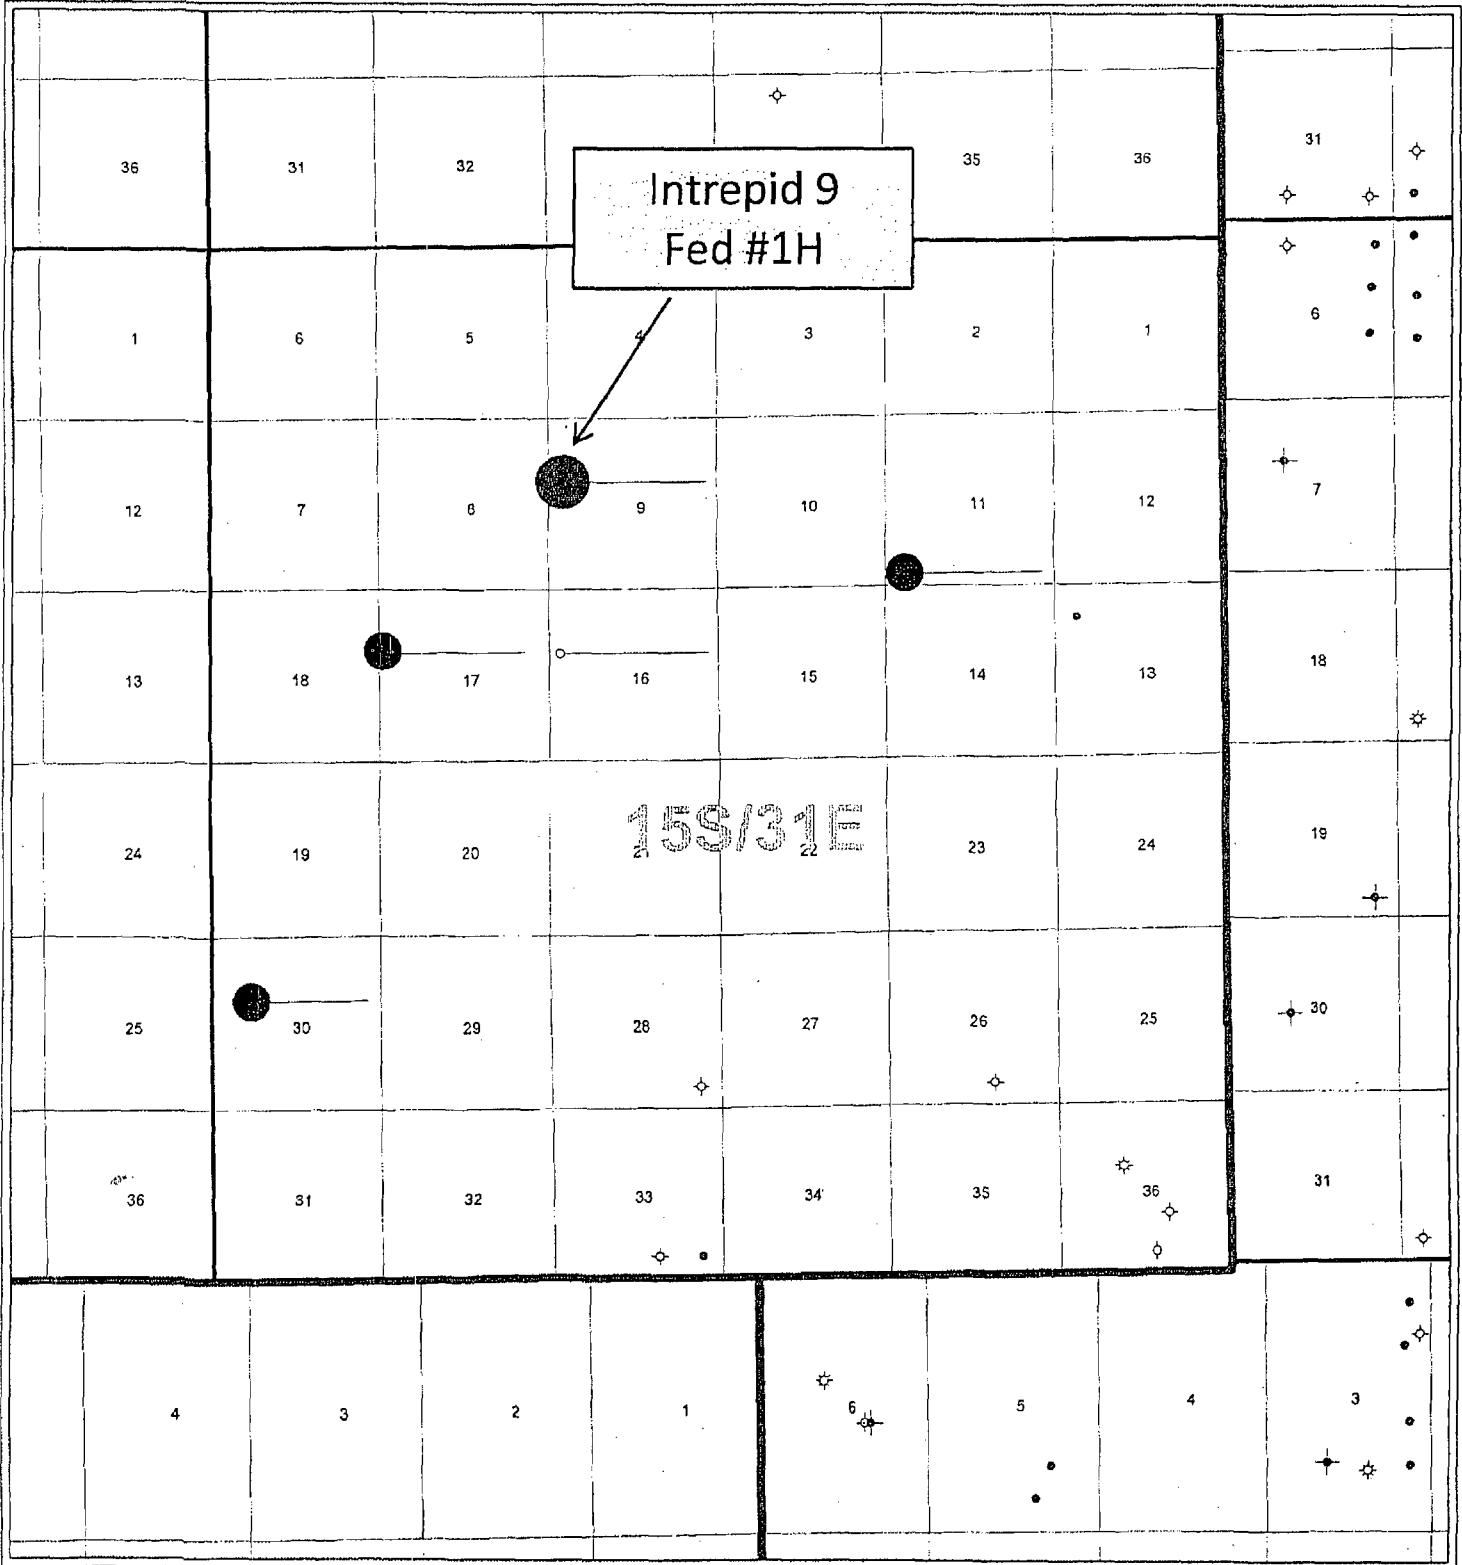 36 31 32 35 36 31
Intrepid 9
Fed #1H
1 6 5 4 3 2 1 6
12 7 8 9 10 11 12 7
13 18 17 16 15 14 13 18
15S/31E
24 19 20 21 22 23 24 19
25 30 29 28 27 26 25 30
36 31 32 33 34 35 36 31
4 3 2 1 6 5 4 3